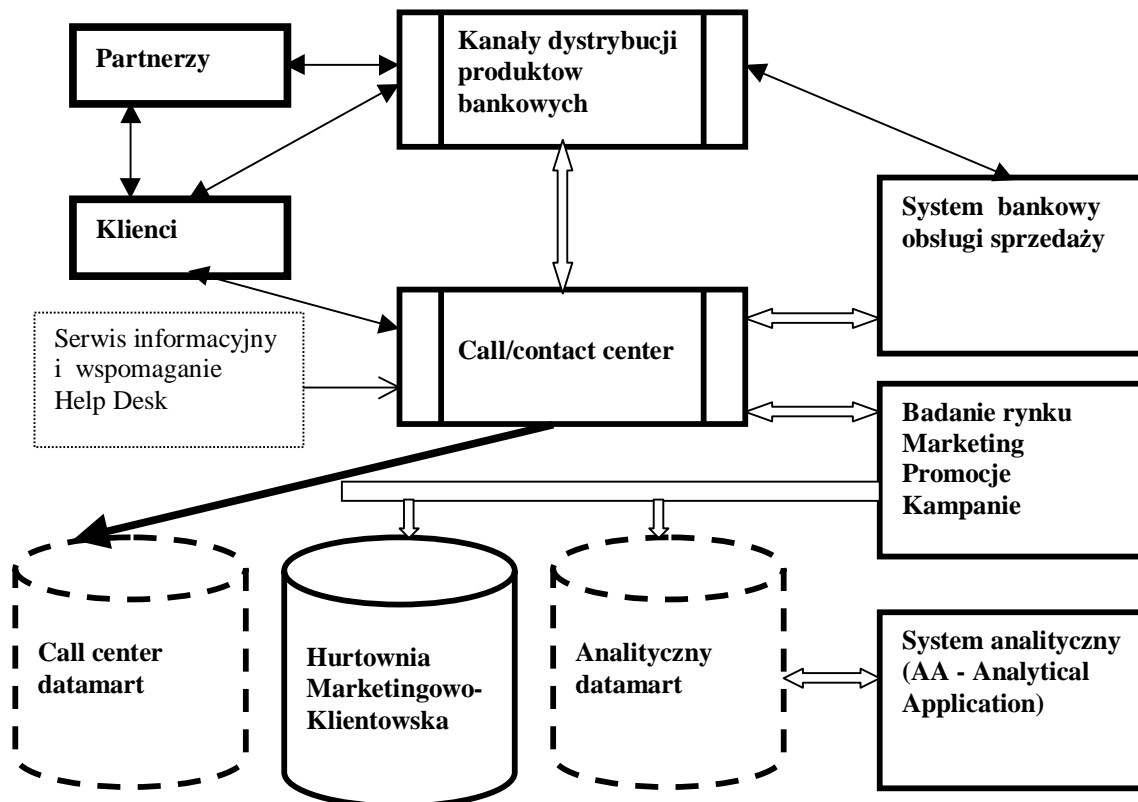 Partnerzy
Kanały dystrybucji
produktow
bankowych
Klienci
System bankowy
obsługi sprzedaży
Serwis informacyjny
i wspomaganie
Help Desk
Call/contact center
Badanie rynku
Marketing
Promocje
Kampanie
Call center
datamart
Hurtownia
Marketingowo-
Klientowska
Analityczny
datamart
System analityczny
(AA - Analytical
Application)